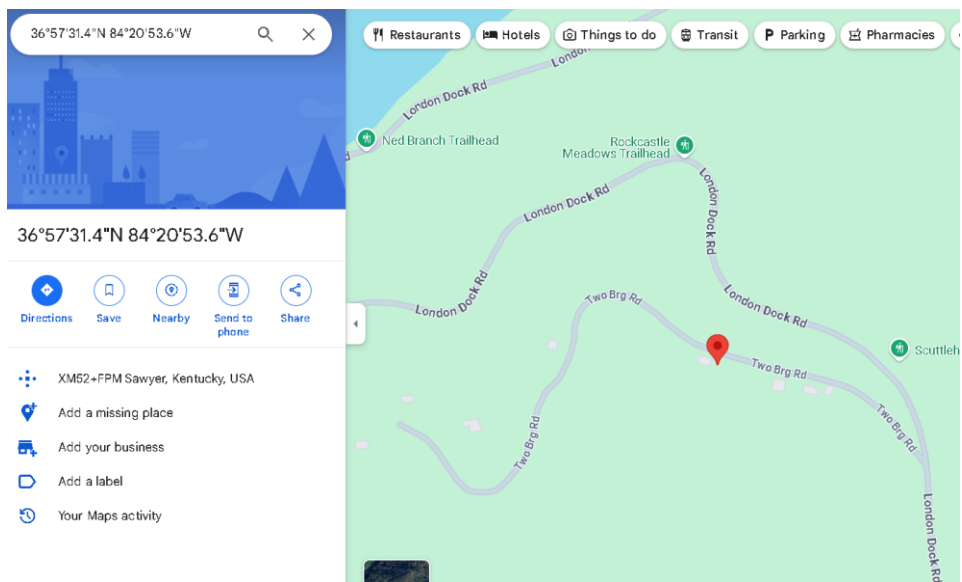 36°57'31.4"N 84°20'53.6"W
Restaurants
Hotels
Things to do
Transit
Parking
Pharmacies
36°57'31.4"N 84°20'53.6"W
Directions
Save
Nearby
Send to
phone
Share
XM52+FPM Sawyer, Kentucky, USA
Add a missing place
Add your business
Add a label
Your Maps activity
London
London Dock Rd
Ned Branch Trailhead
Rockcastle
Meadows Trailhead
London Dock Rd
London Dock Rd
London Dock Rd
Two Brg Rd
London Dock Rd
Scuttleh
Two Brg Rd
Two Brg Rd
Two Brg Rd
London Dock Rd